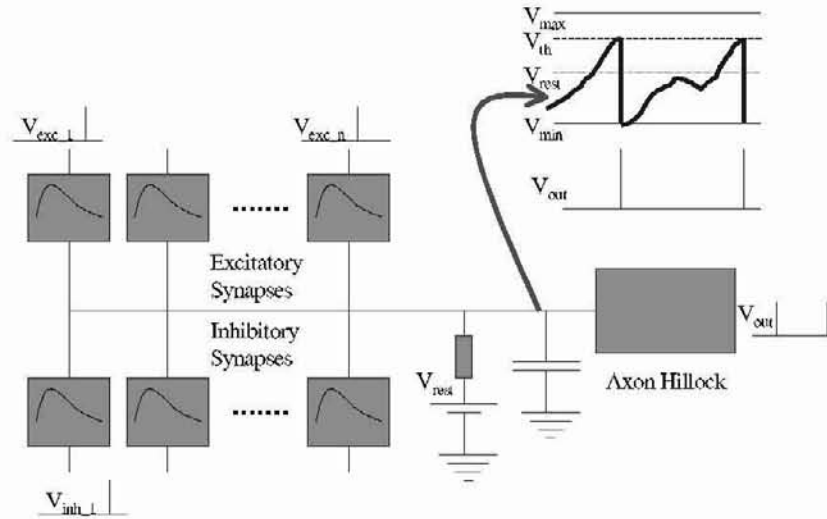 V_max
V_th
V_rest
V_min
V_out
V_exc_1
V_exc_n
Excitatory
Synapses
Inhibitory
Synapses
V_rest
V_out
Axon Hillock
V_inh_1